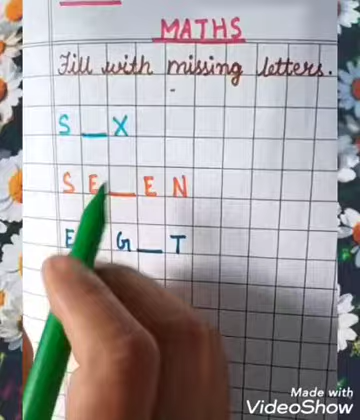 MATHS
Fill with missing letters.
S _ X
S E _ E N
E G _ T
Made with
VideoShow